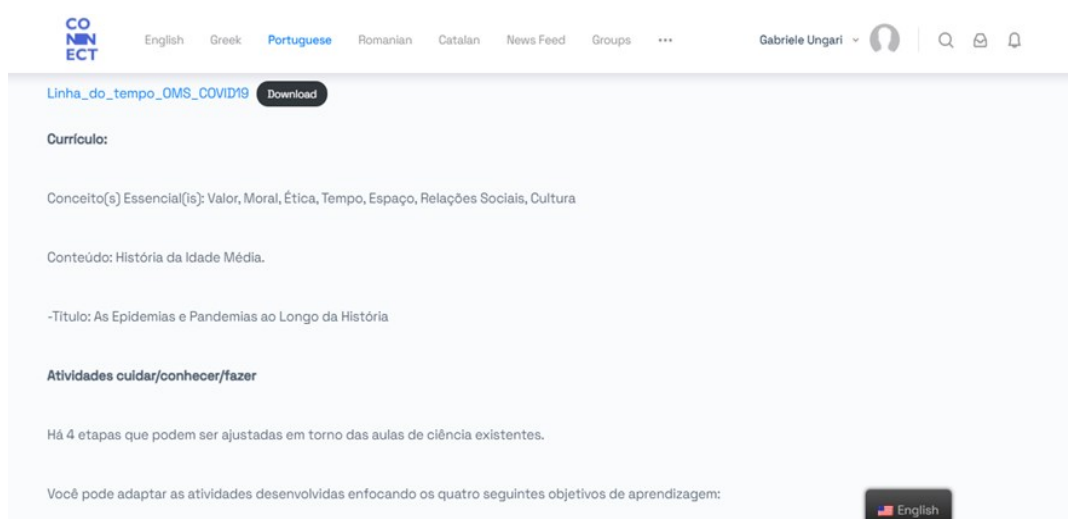 CO
NN
ECT
English Greek Portuguese Romanian Catalan News Feed Groups ••• Gabriele Ungari
Linha_do_tempo_OMS_COVID19 Download
Currículo:
Conceito(s) Essencial(is): Valor, Moral, Ética, Tempo, Espaço, Relações Sociais, Cultura
Conteúdo: História da Idade Média.
-Título: As Epidemias e Pandemias ao Longo da História
Atividades cuidar/conhecer/fazer
Há 4 etapas que podem ser ajustadas em torno das aulas de ciência existentes.
Você pode adaptar as atividades desenvolvidas enfocando os quatro seguintes objetivos de aprendizagem:
English